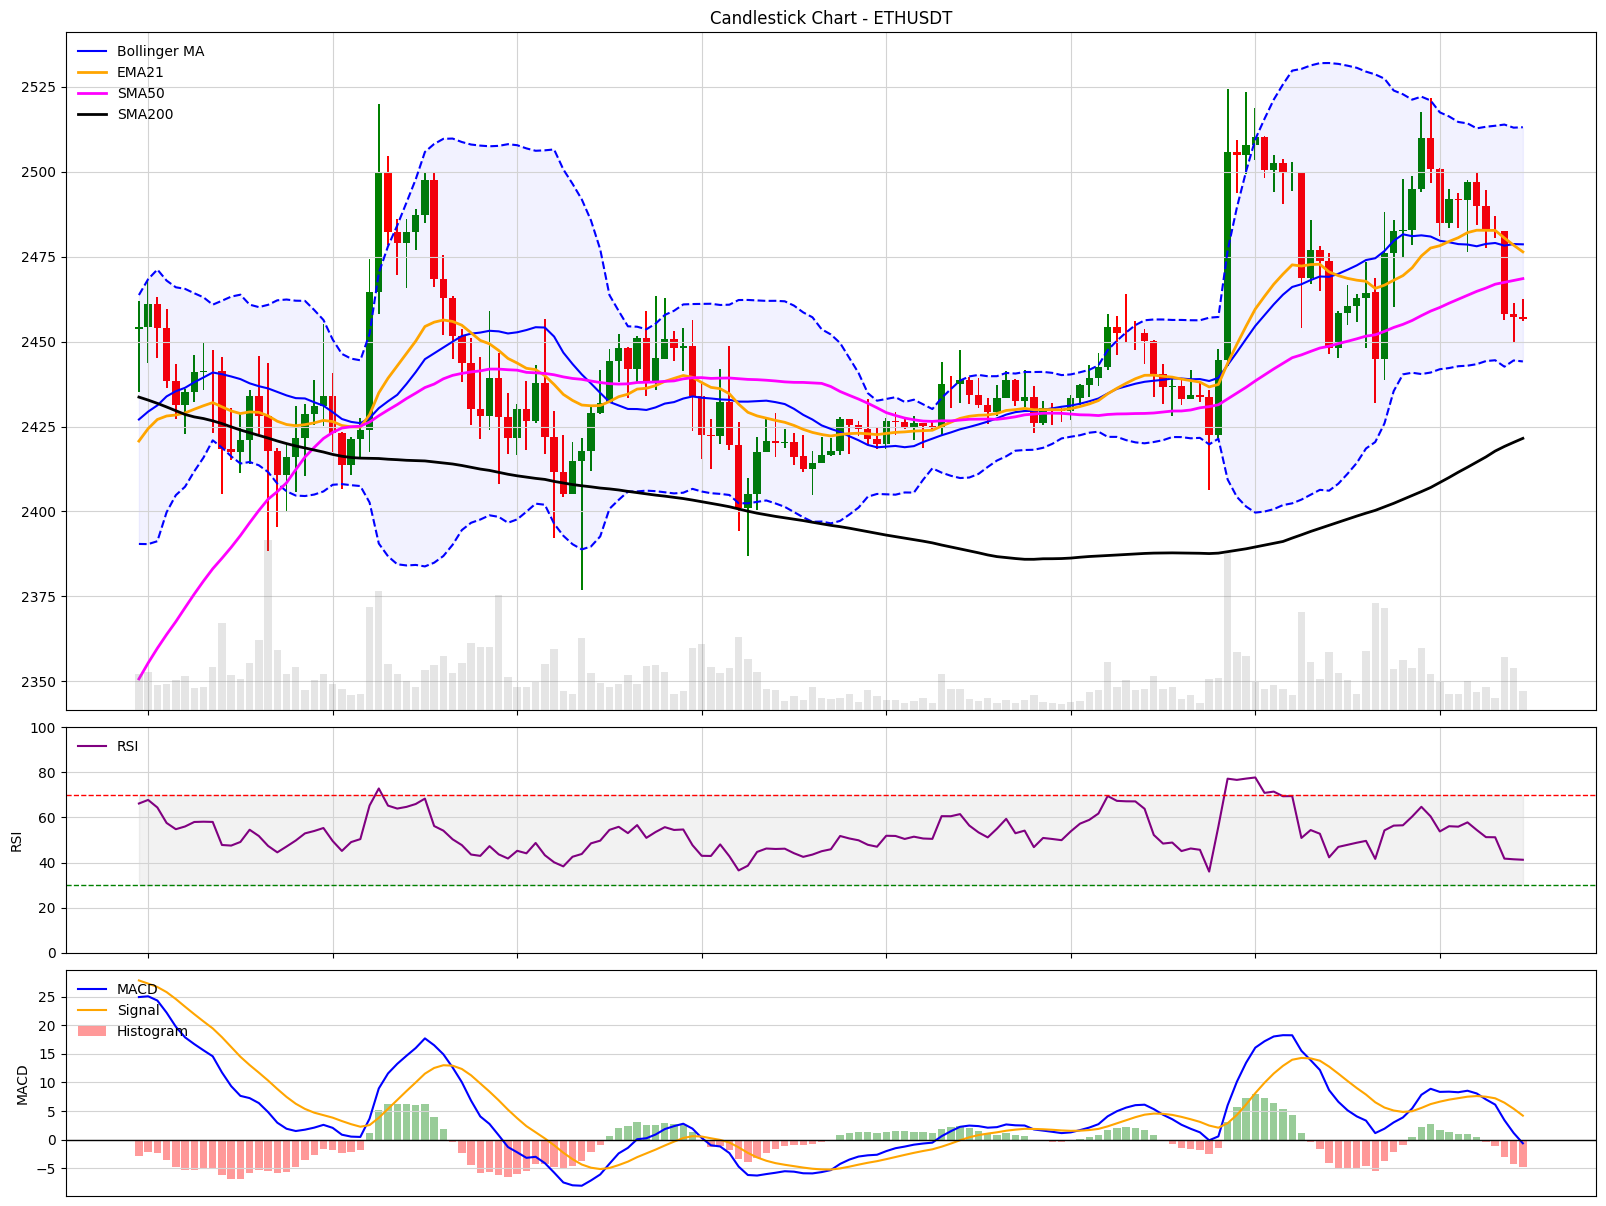 Candlestick Chart - ETHUSDT
Bollinger MA
EMA21
SMA50
SMA200
2525
2500
2475
2450
2425
2400
2375
2350
RSI
100
80
60
40
20
0
RSI
MACD
Signal
Histogram
25
20
15
10
5
0
−5
MACD